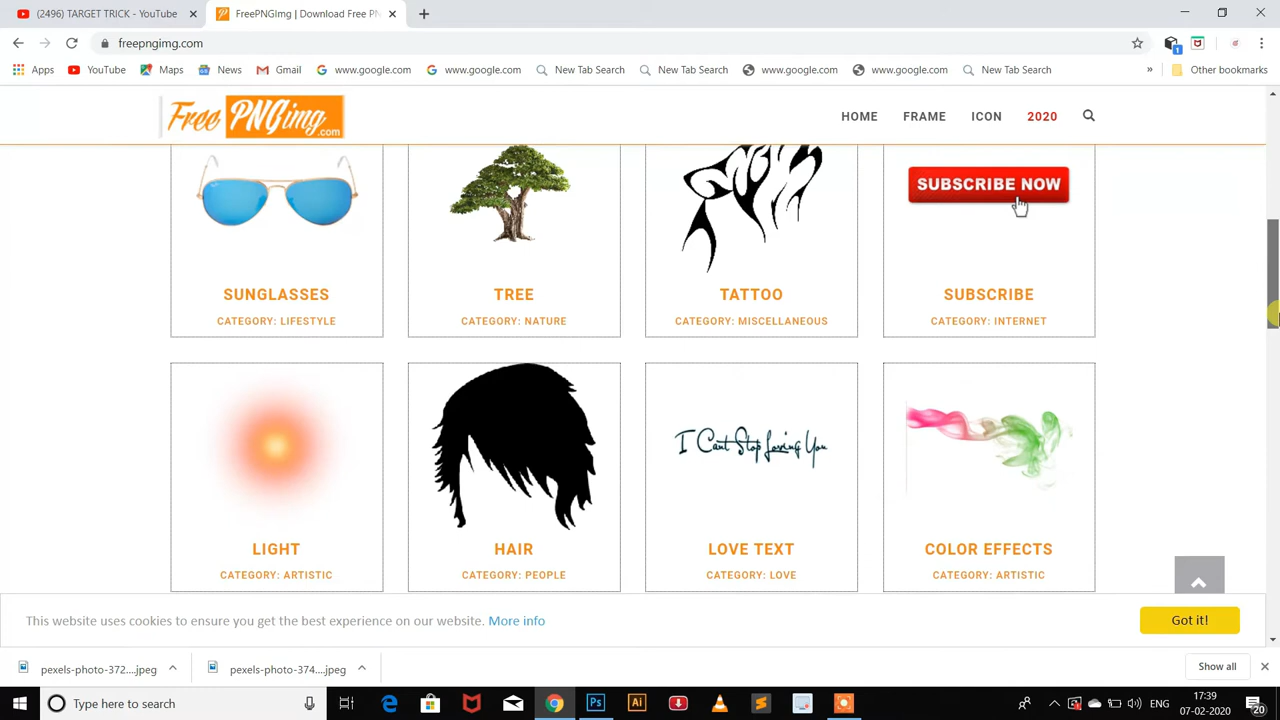 (2496) TARGET TRICK - YouTube
FreePNGImg | Download Free PN
freepngimg.com
Apps
YouTube
Maps
News
Gmail
www.google.com
www.google.com
New Tab Search
New Tab Search
www.google.com
www.google.com
New Tab Search
Other bookmarks
Free PNGimg.com
HOME
FRAME
ICON
2020
SUBSCRIBE NOW
SUNGLASSES
TREE
TATTOO
SUBSCRIBE
CATEGORY: LIFESTYLE
CATEGORY: NATURE
CATEGORY: MISCELLANEOUS
CATEGORY: INTERNET
I Cant Stop Loving You
LIGHT
HAIR
LOVE TEXT
COLOR EFFECTS
CATEGORY: ARTISTIC
CATEGORY: PEOPLE
CATEGORY: LOVE
CATEGORY: ARTISTIC
This website uses cookies to ensure you get the best experience on our website. More info
Got it!
pexels-photo-372....jpeg
pexels-photo-374....jpeg
Show all
Type here to search
Ps
Ai
ENG
17:39
07-02-2020
20